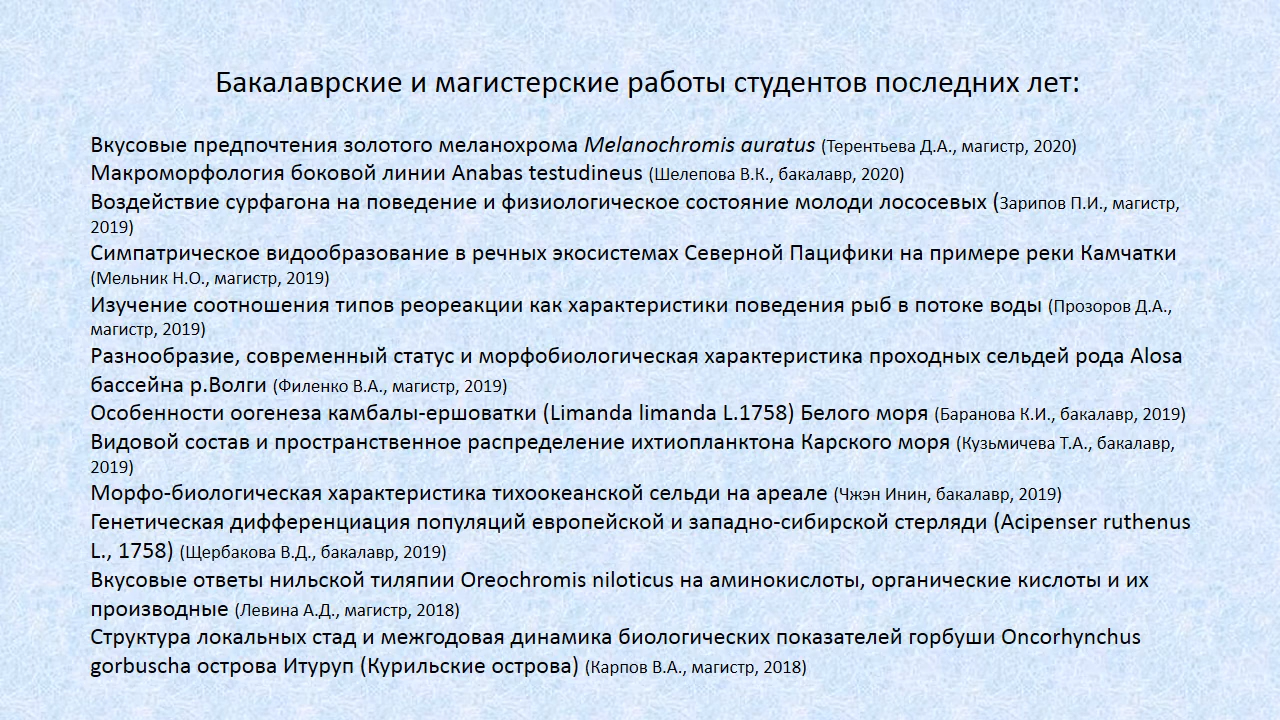 Бакалаврские и магистерские работы студентов последних лет:
Вкусовые предпочтения золотого меланохрома Melanochromis auratus (Терентьева Д.А., магистр, 2020)
Макроморфология боковой линии Anabas testudineus (Шелепова В.К., бакалавр, 2020)
Воздействие сурфагона на поведение и физиологическое состояние молоди лососевых (Зарипов П.И., магистр,
2019)
Симпатрическое видообразование в речных экосистемах Северной Пацифики на примере реки Камчатки
(Мельник Н.О., магистр, 2019)
Изучение соотношения типов реореакции как характеристики поведения рыб в потоке воды (Прозоров Д.А.,
магистр, 2019)
Разнообразие, современный статус и морфобиологическая характеристика проходных сельдей рода Alosa
бассейна р.Волги (Филенко В.А., магистр, 2019)
Особенности оогенеза камбалы-ершоватки (Limanda limanda L.1758) Белого моря (Баранова К.И., бакалавр, 2019)
Видовой состав и пространственное распределение ихтиопланктона Карского моря (Кузьмичева Т.А., бакалавр,
2019)
Морфо-биологическая характеристика тихоокеанской сельди на ареале (Чжэн Инин, бакалавр, 2019)
Генетическая дифференциация популяций европейской и западно-сибирской стерляди (Acipenser ruthenus
L., 1758) (Щербакова В.Д., бакалавр, 2019)
Вкусовые ответы нильской тиляпии Oreochromis niloticus на аминокислоты, органические кислоты и их
производные (Левина А.Д., магистр, 2018)
Структура локальных стад и межгодовая динамика биологических показателей горбуши Oncorhynchus
gorbuscha острова Итуруп (Курильские острова) (Карпов В.А., магистр, 2018)